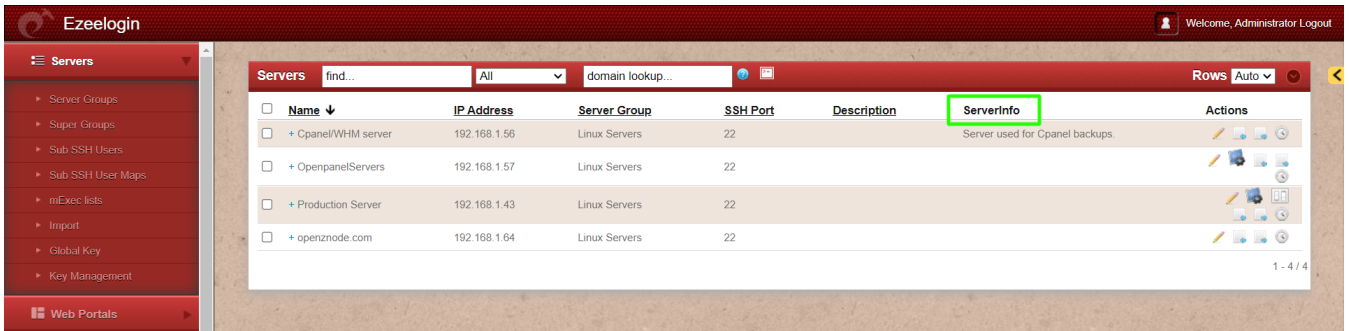 Ezeelogin
Welcome, Administrator Logout
Servers
Server Groups
Super Groups
Sub SSH Users
Sub SSH User Maps
mExec lists
Import
Global Key
Key Management
Web Portals
Servers find... All domain lookup... Rows Auto
Name IP Address Server Group SSH Port Description ServerInfo Actions
+ Cpanel/WHM server 192.168.1.56 Linux Servers 22 Server used for Cpanel backups.
+ OpenpanelServers 192.168.1.57 Linux Servers 22
+ Production Server 192.168.1.43 Linux Servers 22
+ openznode.com 192.168.1.64 Linux Servers 22
1 - 4 / 4